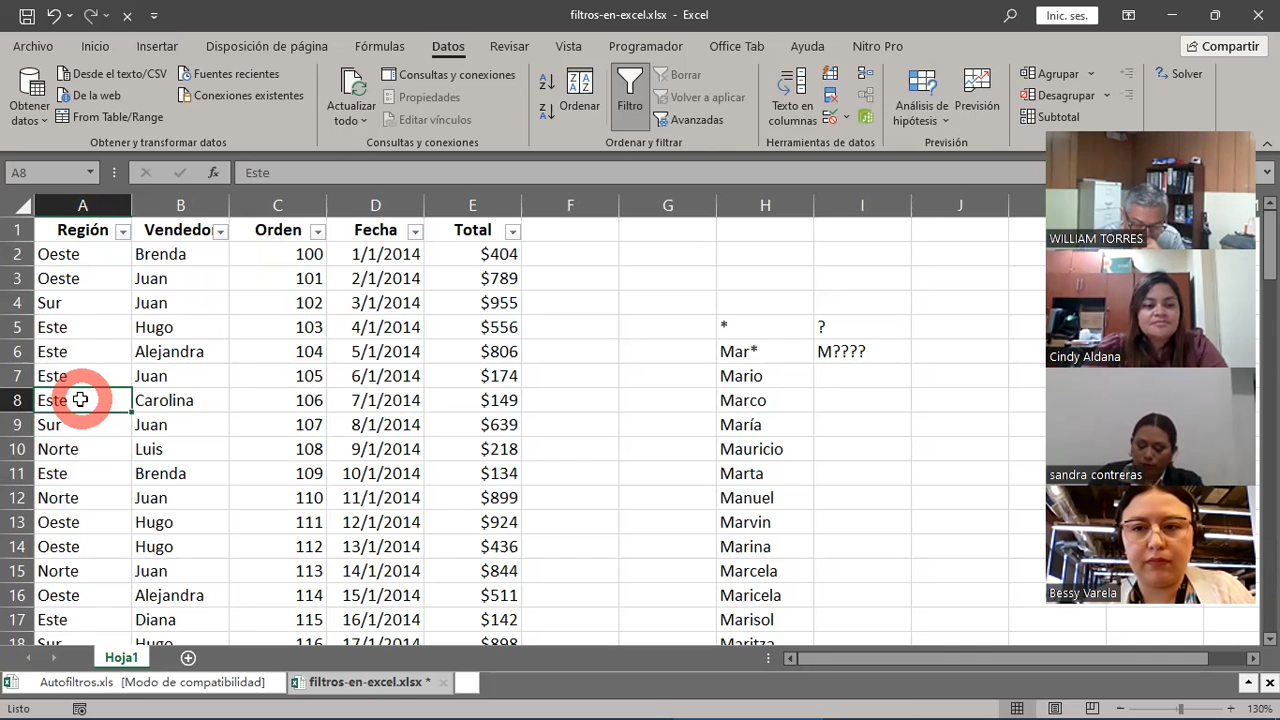 filtros-en-excel.xlsx - Excel
Inic. ses.
Archivo Inicio Insertar Disposición de página Fórmulas Datos Revisar Vista Programador Office Tab Ayuda Nitro Pro Compartir
Obtener datos
Desde el texto/CSV
De la web
From Table/Range
Fuentes recientes
Conexiones existentes
Obtener y transformar datos
Actualizar todo
Consultas y conexiones
Propiedades
Editar vínculos
Consultas y conexiones
Ordenar
Filtro
Borrar
Volver a aplicar
Avanzadas
Ordenar y filtrar
Texto en columnas
Herramientas de datos
Análisis de hipótesis
Previsión
Previsión
Agrupar
Desagrupar
Subtotal
Solver
A8 fx Este
A B C D E F G H I J
1 Región Vendedor Orden Fecha Total
2 Oeste Brenda 100 1/1/2014 $404
3 Oeste Juan 101 2/1/2014 $789
4 Sur Juan 102 3/1/2014 $955
5 Este Hugo 103 4/1/2014 $556 * ?
6 Este Alejandra 104 5/1/2014 $806 Mar* M????
7 Este Juan 105 6/1/2014 $174 Mario
8 Este Carolina 106 7/1/2014 $149 Marco
9 Sur Juan 107 8/1/2014 $639 María
10 Norte Luis 108 9/1/2014 $218 Mauricio
11 Este Brenda 109 10/1/2014 $134 Marta
12 Norte Juan 110 11/1/2014 $899 Manuel
13 Oeste Hugo 111 12/1/2014 $924 Marvin
14 Oeste Hugo 112 13/1/2014 $436 Marina
15 Norte Juan 113 14/1/2014 $844 Marcela
16 Oeste Alejandra 114 15/1/2014 $511 Maricela
17 Este Diana 115 16/1/2014 $142 Marisol
18 Sur Hugo 116 17/1/2014 $898 Maritza
WILLIAM TORRES
Cindy Aldana
sandra contreras
Bessy Varela
Hoja1
Autofiltros.xls [Modo de compatibilidad] filtros-en-excel.xlsx *
Listo
130%